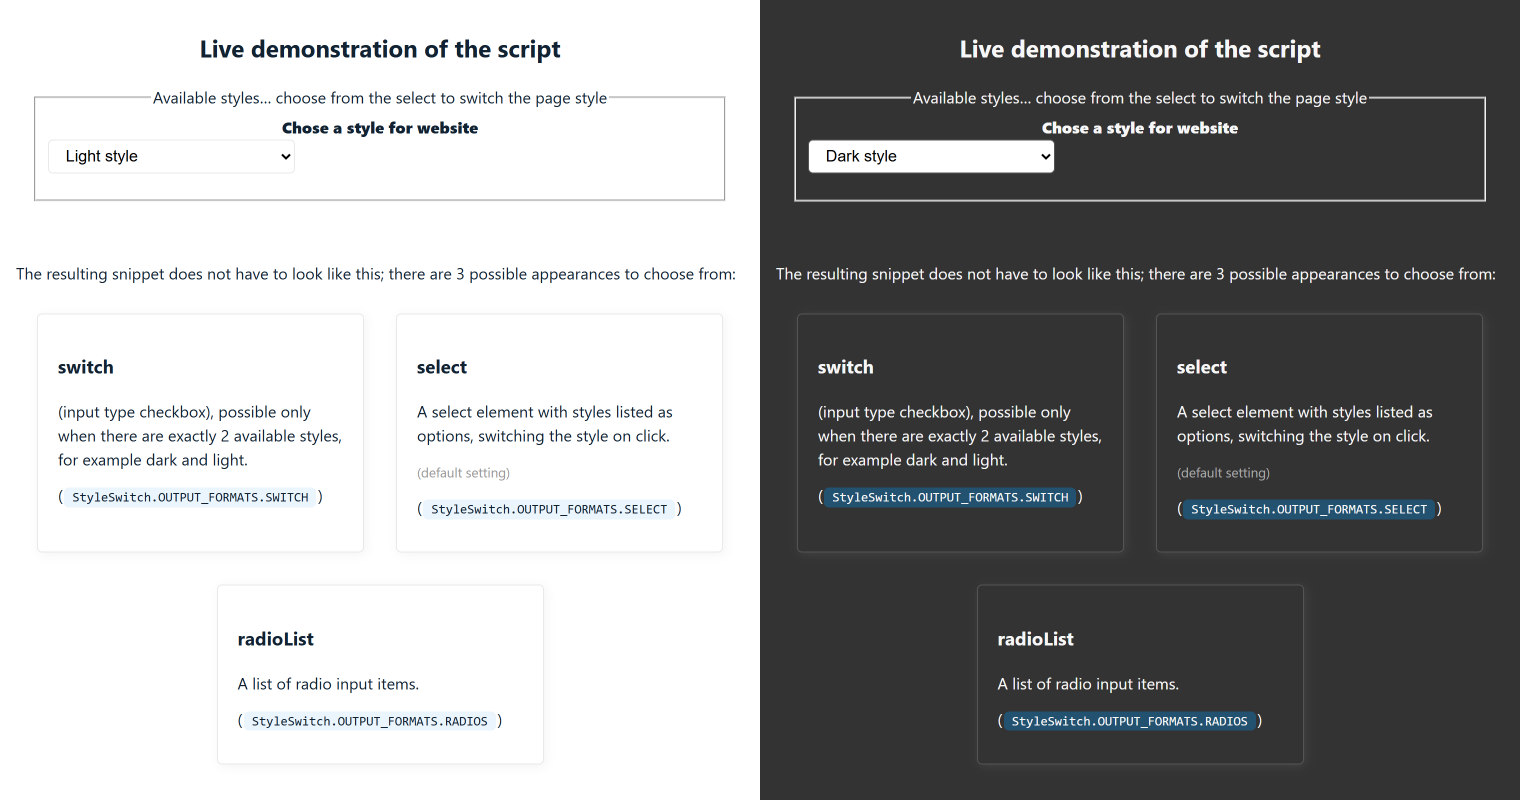 Live demonstration of the script
Available styles... choose from the select to switch the page style
Chose a style for website
Light style
The resulting snippet does not have to look like this; there are 3 possible appearances to choose from:
switch
(input type checkbox), possible only
when there are exactly 2 available styles,
for example dark and light.
( StyleSwitch.OUTPUT_FORMATS.SWITCH )
select
A select element with styles listed as
options, switching the style on click.
(default setting)
( StyleSwitch.OUTPUT_FORMATS.SELECT )
radioList
A list of radio input items.
( StyleSwitch.OUTPUT_FORMATS.RADIOS )
Live demonstration of the script
Available styles... choose from the select to switch the page style
Chose a style for website
Dark style
The resulting snippet does not have to look like this; there are 3 possible appearances to choose from:
switch
(input type checkbox), possible only
when there are exactly 2 available styles,
for example dark and light.
( StyleSwitch.OUTPUT_FORMATS.SWITCH )
select
A select element with styles listed as
options, switching the style on click.
(default setting)
( StyleSwitch.OUTPUT_FORMATS.SELECT )
radioList
A list of radio input items.
( StyleSwitch.OUTPUT_FORMATS.RADIOS )